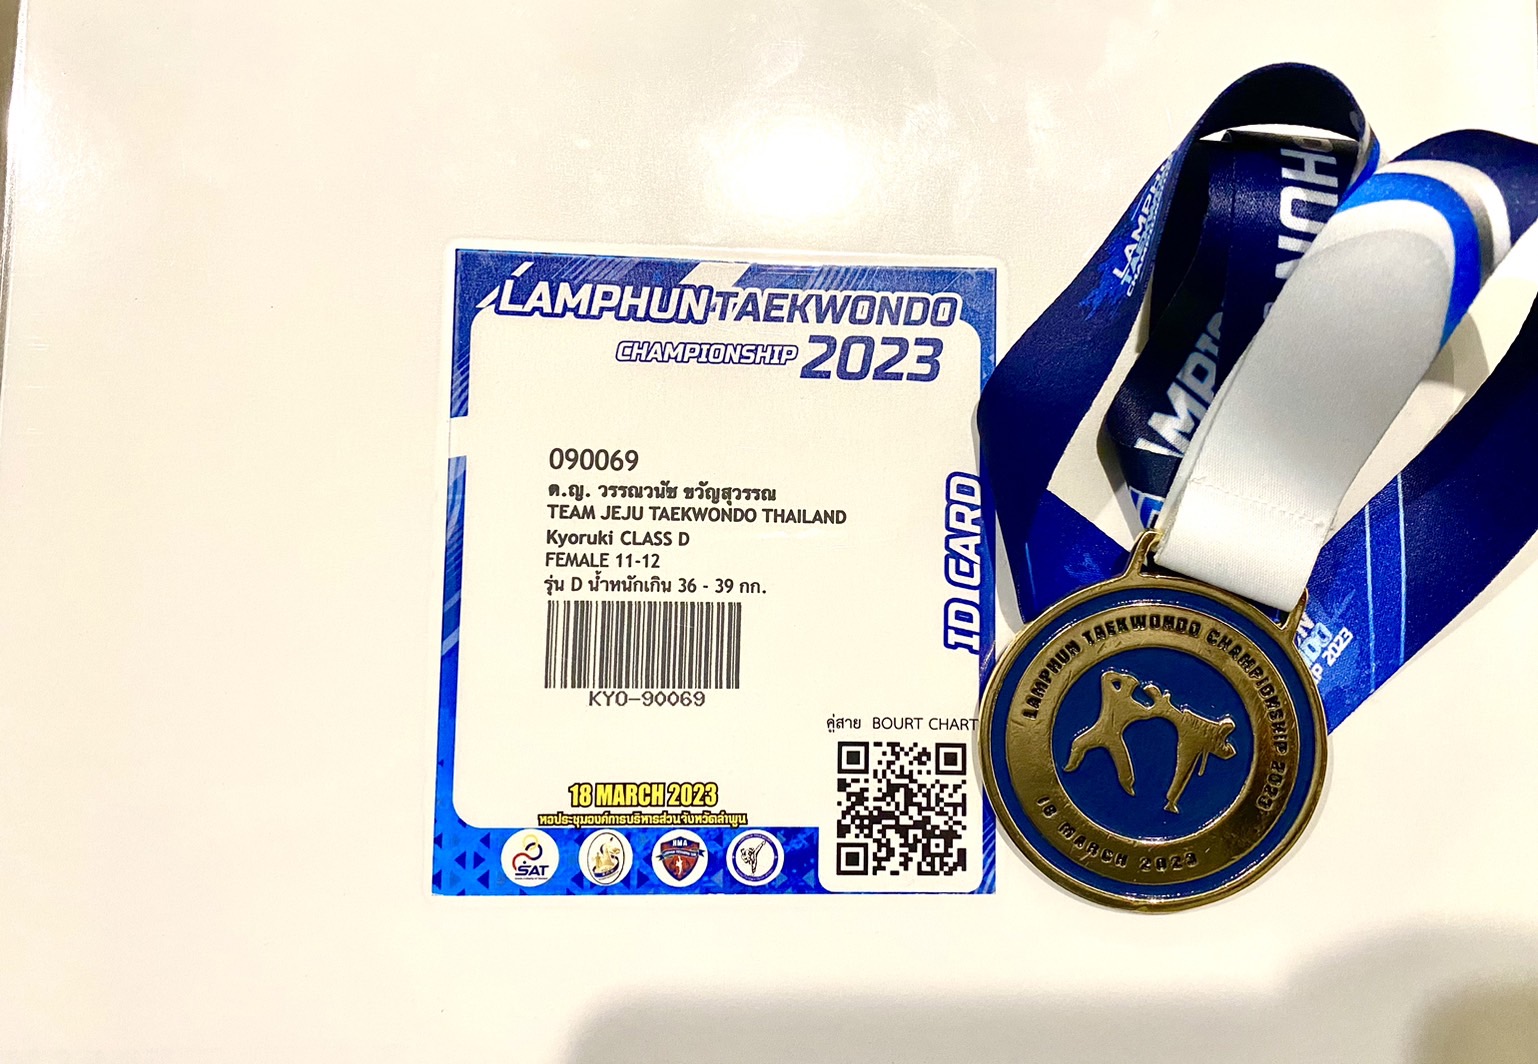 LAMPHUN TAEKWONDO
CHAMPIONSHIP 2023
090069
ด.ญ. วรรณวนัช ขวัญสุวรรณ
TEAM JEJU TAEKWONDO THAILAND
Kyoruki CLASS D
FEMALE 11-12
รุ่น D น้ำหนักเกิน 36 - 39 กก.
KYO-90069
ID CARD
คู่สาย BOURT CHART
18 MARCH 2023
หอประชุมองค์การบริหารส่วนจังหวัดลำพูน
SAT
LAMPHUN TAEKWONDO CHAMPIONSHIP 2023
18 MARCH 2023
PHUN
LAMPHU